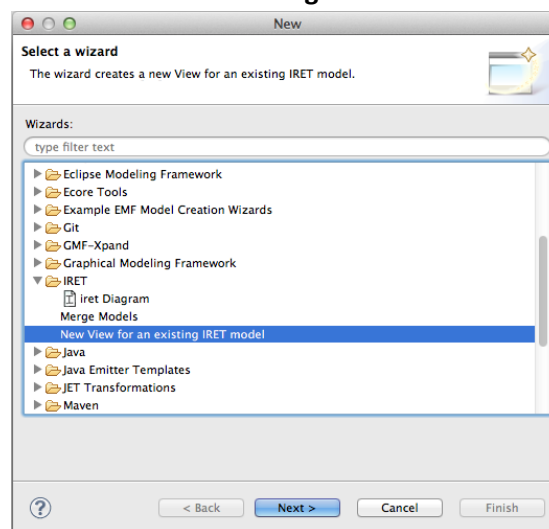 New
Select a wizard
The wizard creates a new View for an existing IRET model.
Wizards:
type filter text
Eclipse Modeling Framework
Ecore Tools
Example EMF Model Creation Wizards
Git
GMF-Xpand
Graphical Modeling Framework
IRET
iret Diagram
Merge Models
New View for an existing IRET model
Java
Java Emitter Templates
JET Transformations
Maven
? < Back Next > Cancel Finish